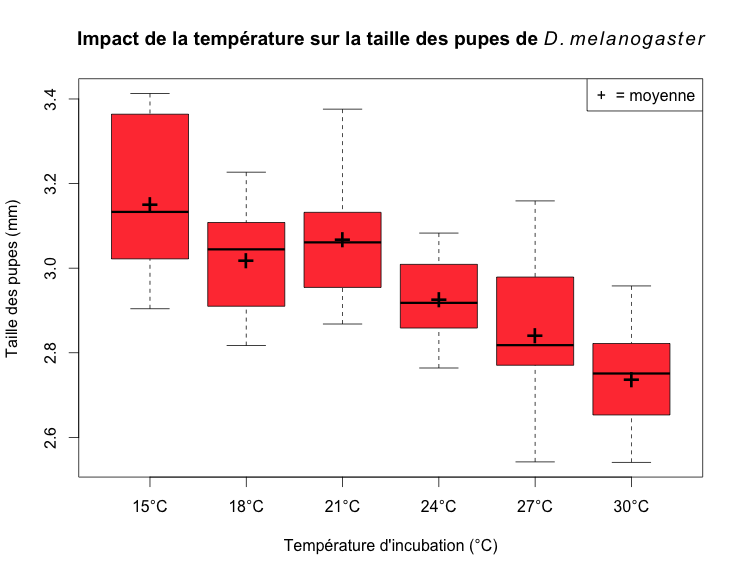 Impact de la température sur la taille des pupes de D. melanogaster
+ = moyenne
Taille des pupes (mm)
3.4
3.2
3.0
2.8
2.6
15°C 18°C 21°C 24°C 27°C 30°C
Température d'incubation (°C)